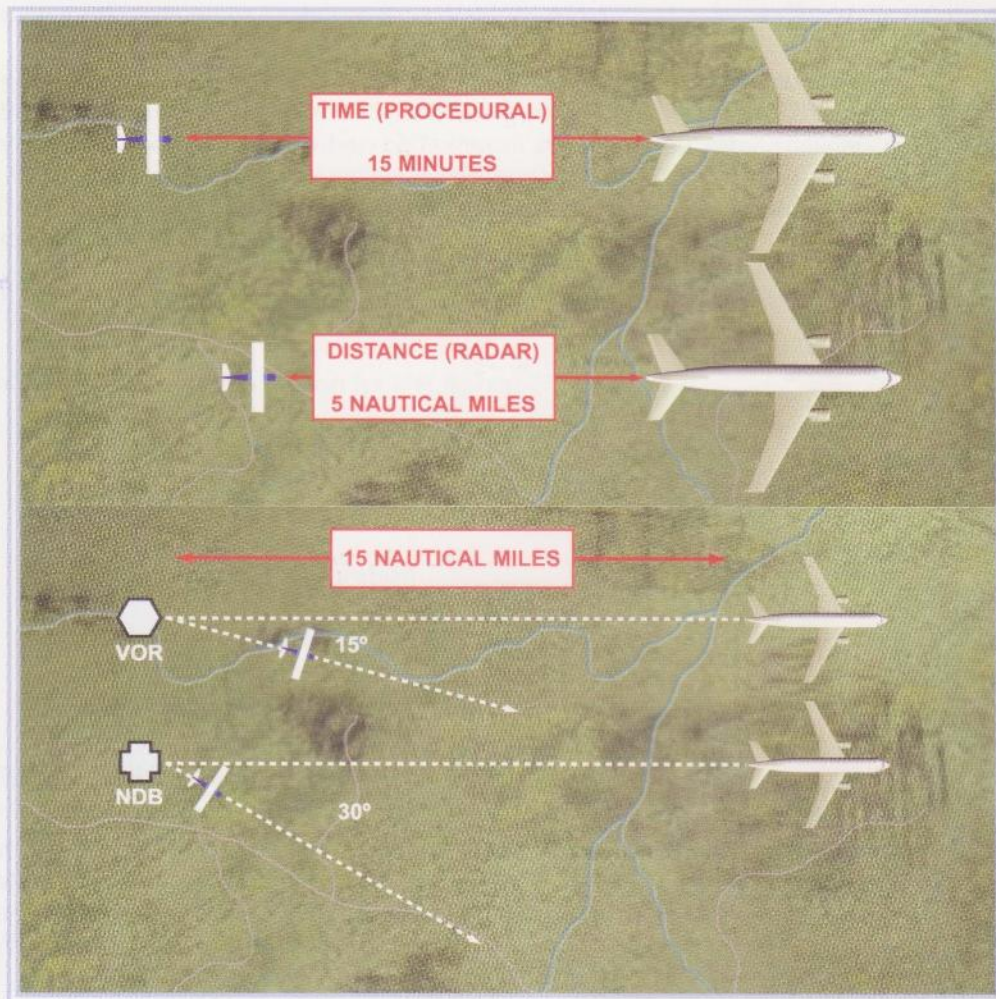 TIME (PROCEDURAL)
15 MINUTES
DISTANCE (RADAR)
5 NAUTICAL MILES
15 NAUTICAL MILES
VOR
15º
NDB
30º